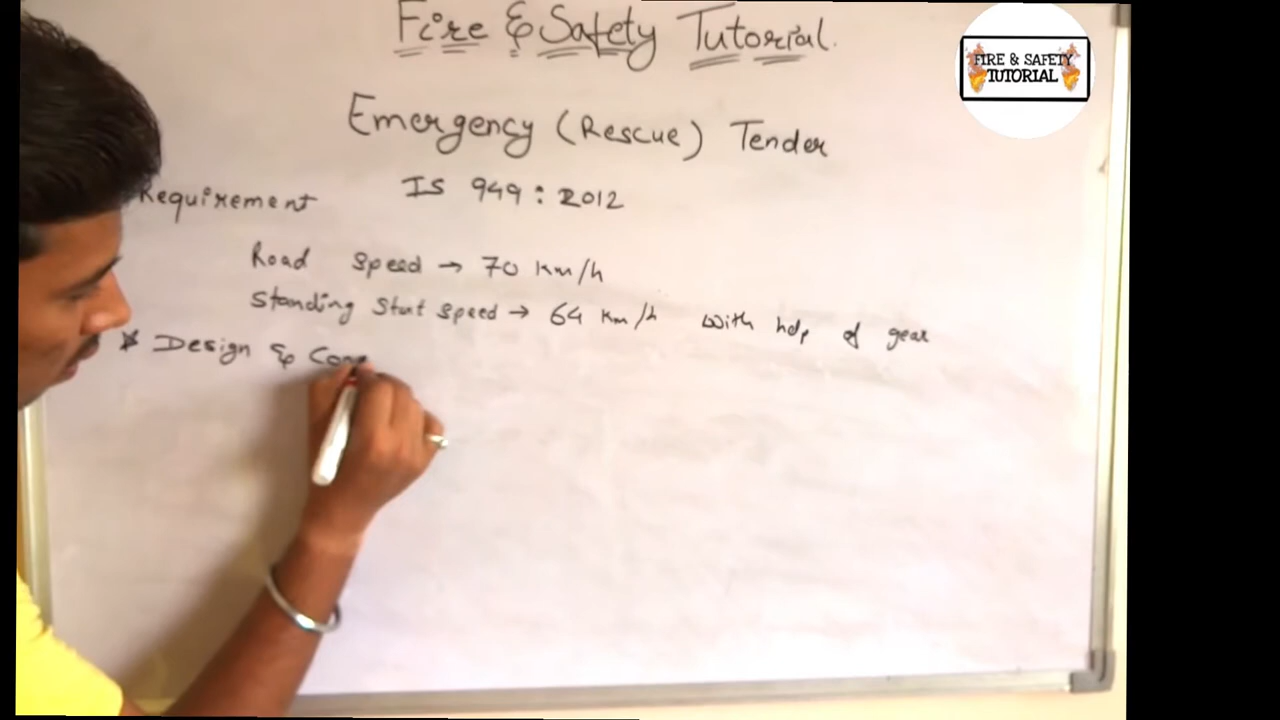 Fire & Safety Tutorial.
FIRE & SAFETY
TUTORIAL
Emergency (Rescue) Tender
IS 949 : 2012
Requirement
Road Speed → 70 Km/h
Standing Start Speed → 64 Km/h with help of gear
* Design & Con